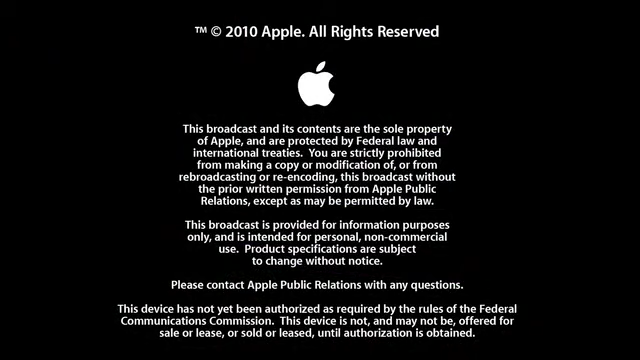 ™ © 2010 Apple. All Rights Reserved
This broadcast and its contents are the sole property
of Apple, and are protected by Federal law and
international treaties.  You are strictly prohibited
from making a copy or modification of, or from
rebroadcasting or re-encoding, this broadcast without
the prior written permission from Apple Public
Relations, except as may be permitted by law.
This broadcast is provided for information purposes
only, and is intended for personal, non-commercial
use.  Product specifications are subject
to change without notice.
Please contact Apple Public Relations with any questions.
This device has not yet been authorized as required by the rules of the Federal
Communications Commission.  This device is not, and may not be, offered for
sale or lease, or sold or leased, until authorization is obtained.